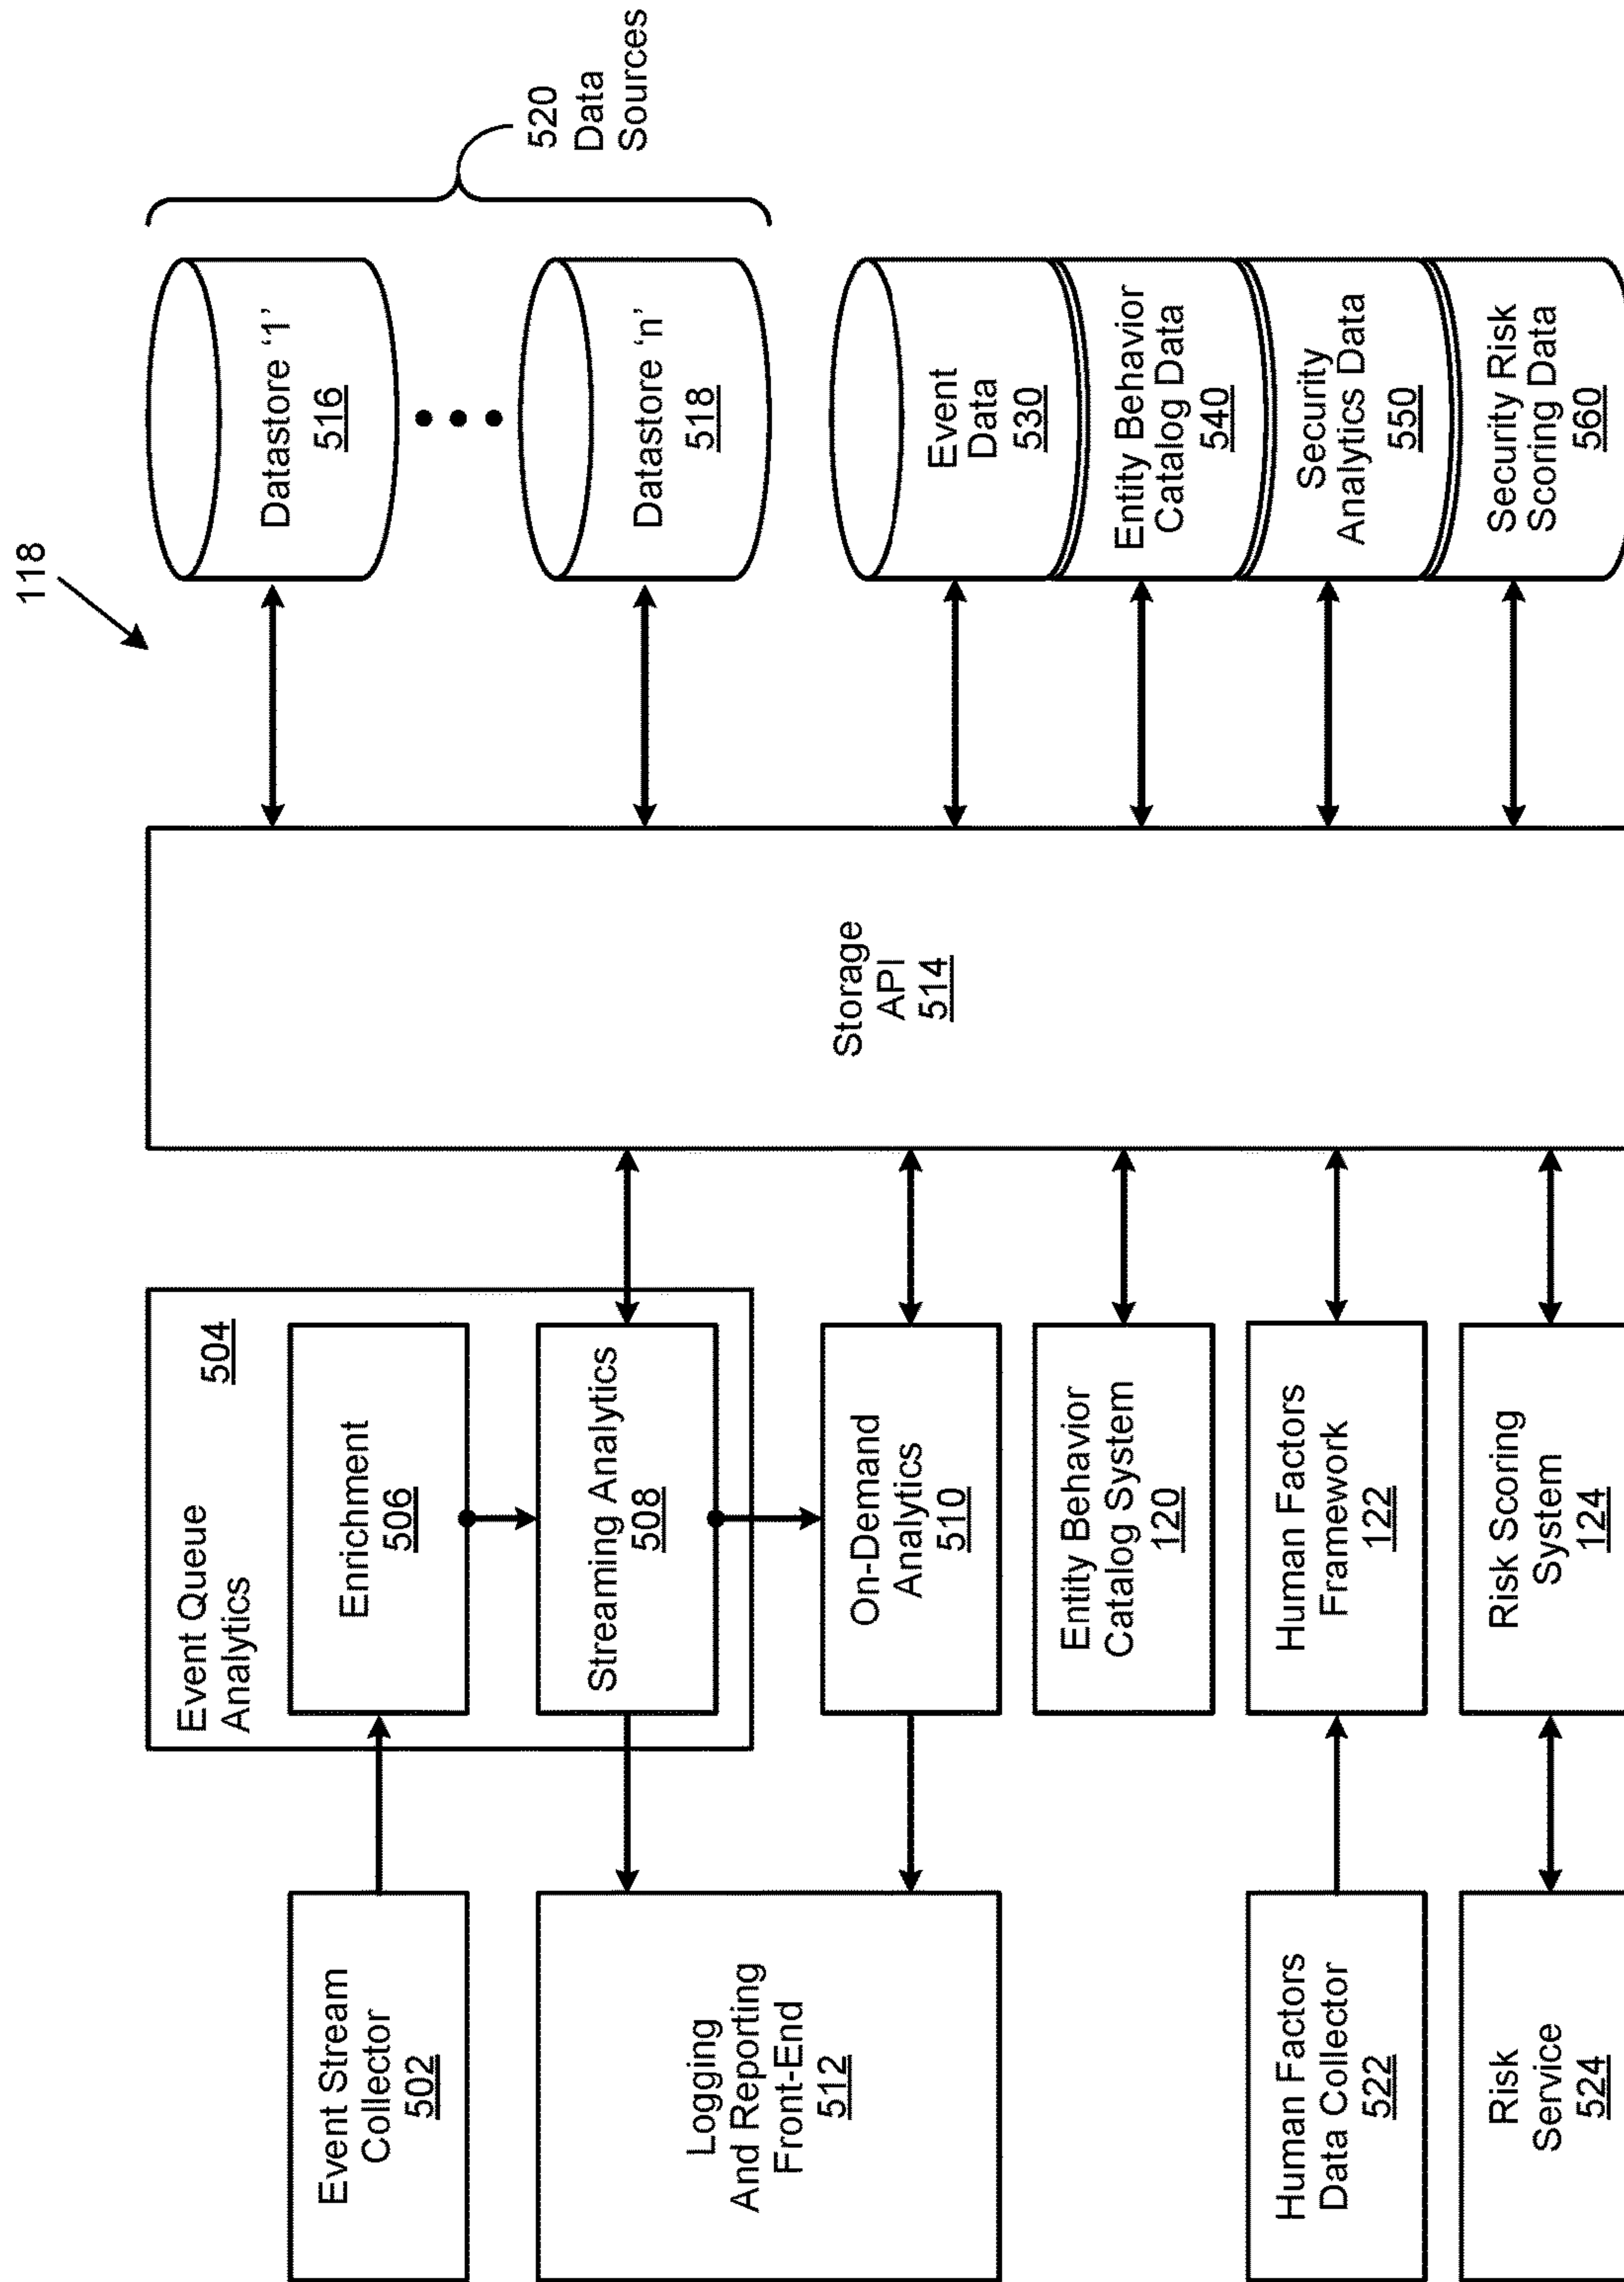 118
Event Queue
Analytics
504
Event Stream
Collector
502
Enrichment
506
Streaming Analytics
508
Logging
And Reporting
Front-End
512
On-Demand
Analytics
510
Entity Behavior
Catalog System
120
Human Factors
Data Collector
522
Human Factors
Framework
122
Risk
Service
524
Risk Scoring
System
124
Storage
API
514
Datastore ‘1’
516
Datastore ‘n’
518
520
Data
Sources
Event
Data
530
Entity Behavior
Catalog Data
540
Security
Analytics Data
550
Security Risk
Scoring Data
560